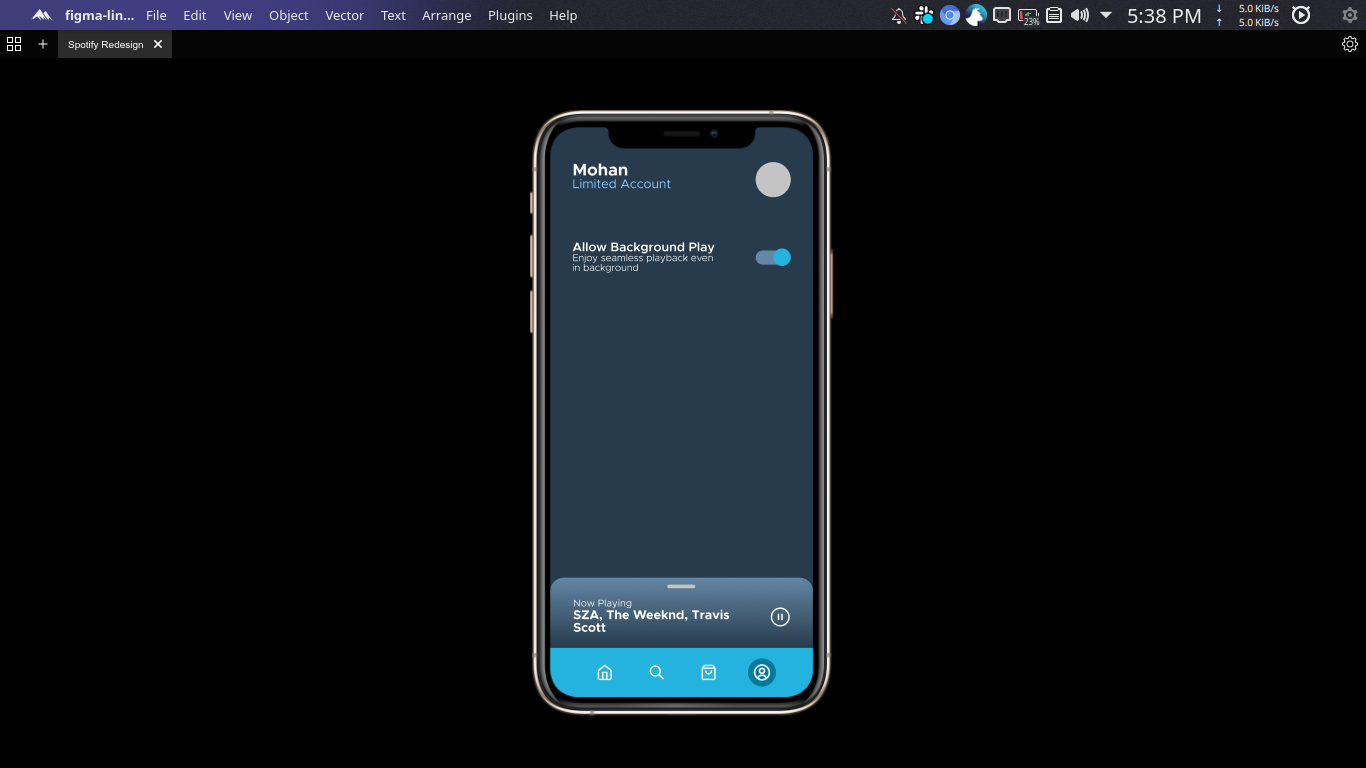 figma-lin... File Edit View Object Vector Text Arrange Plugins Help 23% 5:38 PM ↓ 5.0 KiB/s
↑ 5.0 KiB/s
Spotify Redesign
Mohan
Limited Account
Allow Background Play
Enjoy seamless playback even
in background
Now Playing
SZA, The Weeknd, Travis
Scott